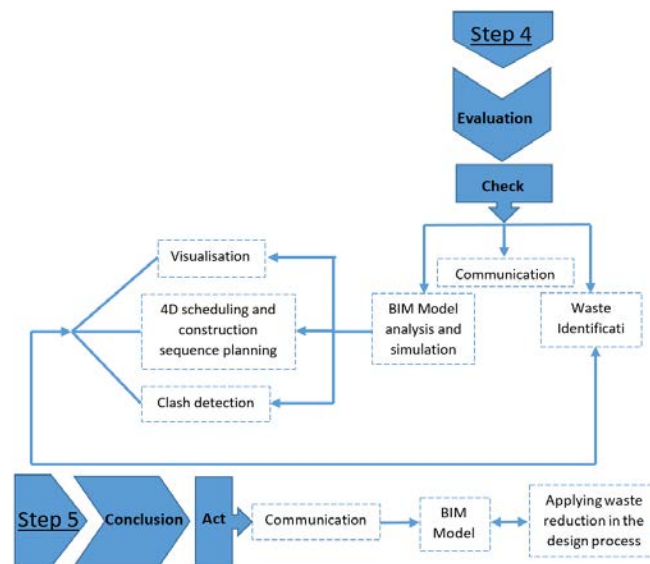 Step 4
Evaluation
Check
Visualisation
Communication
4D scheduling and
construction
sequence planning
BIM Model
analysis and
simulation
Waste
Identificati
Clash detection
Step 5
Conclusion
Act
Communication
BIM
Model
Applying waste
reduction in the
design process